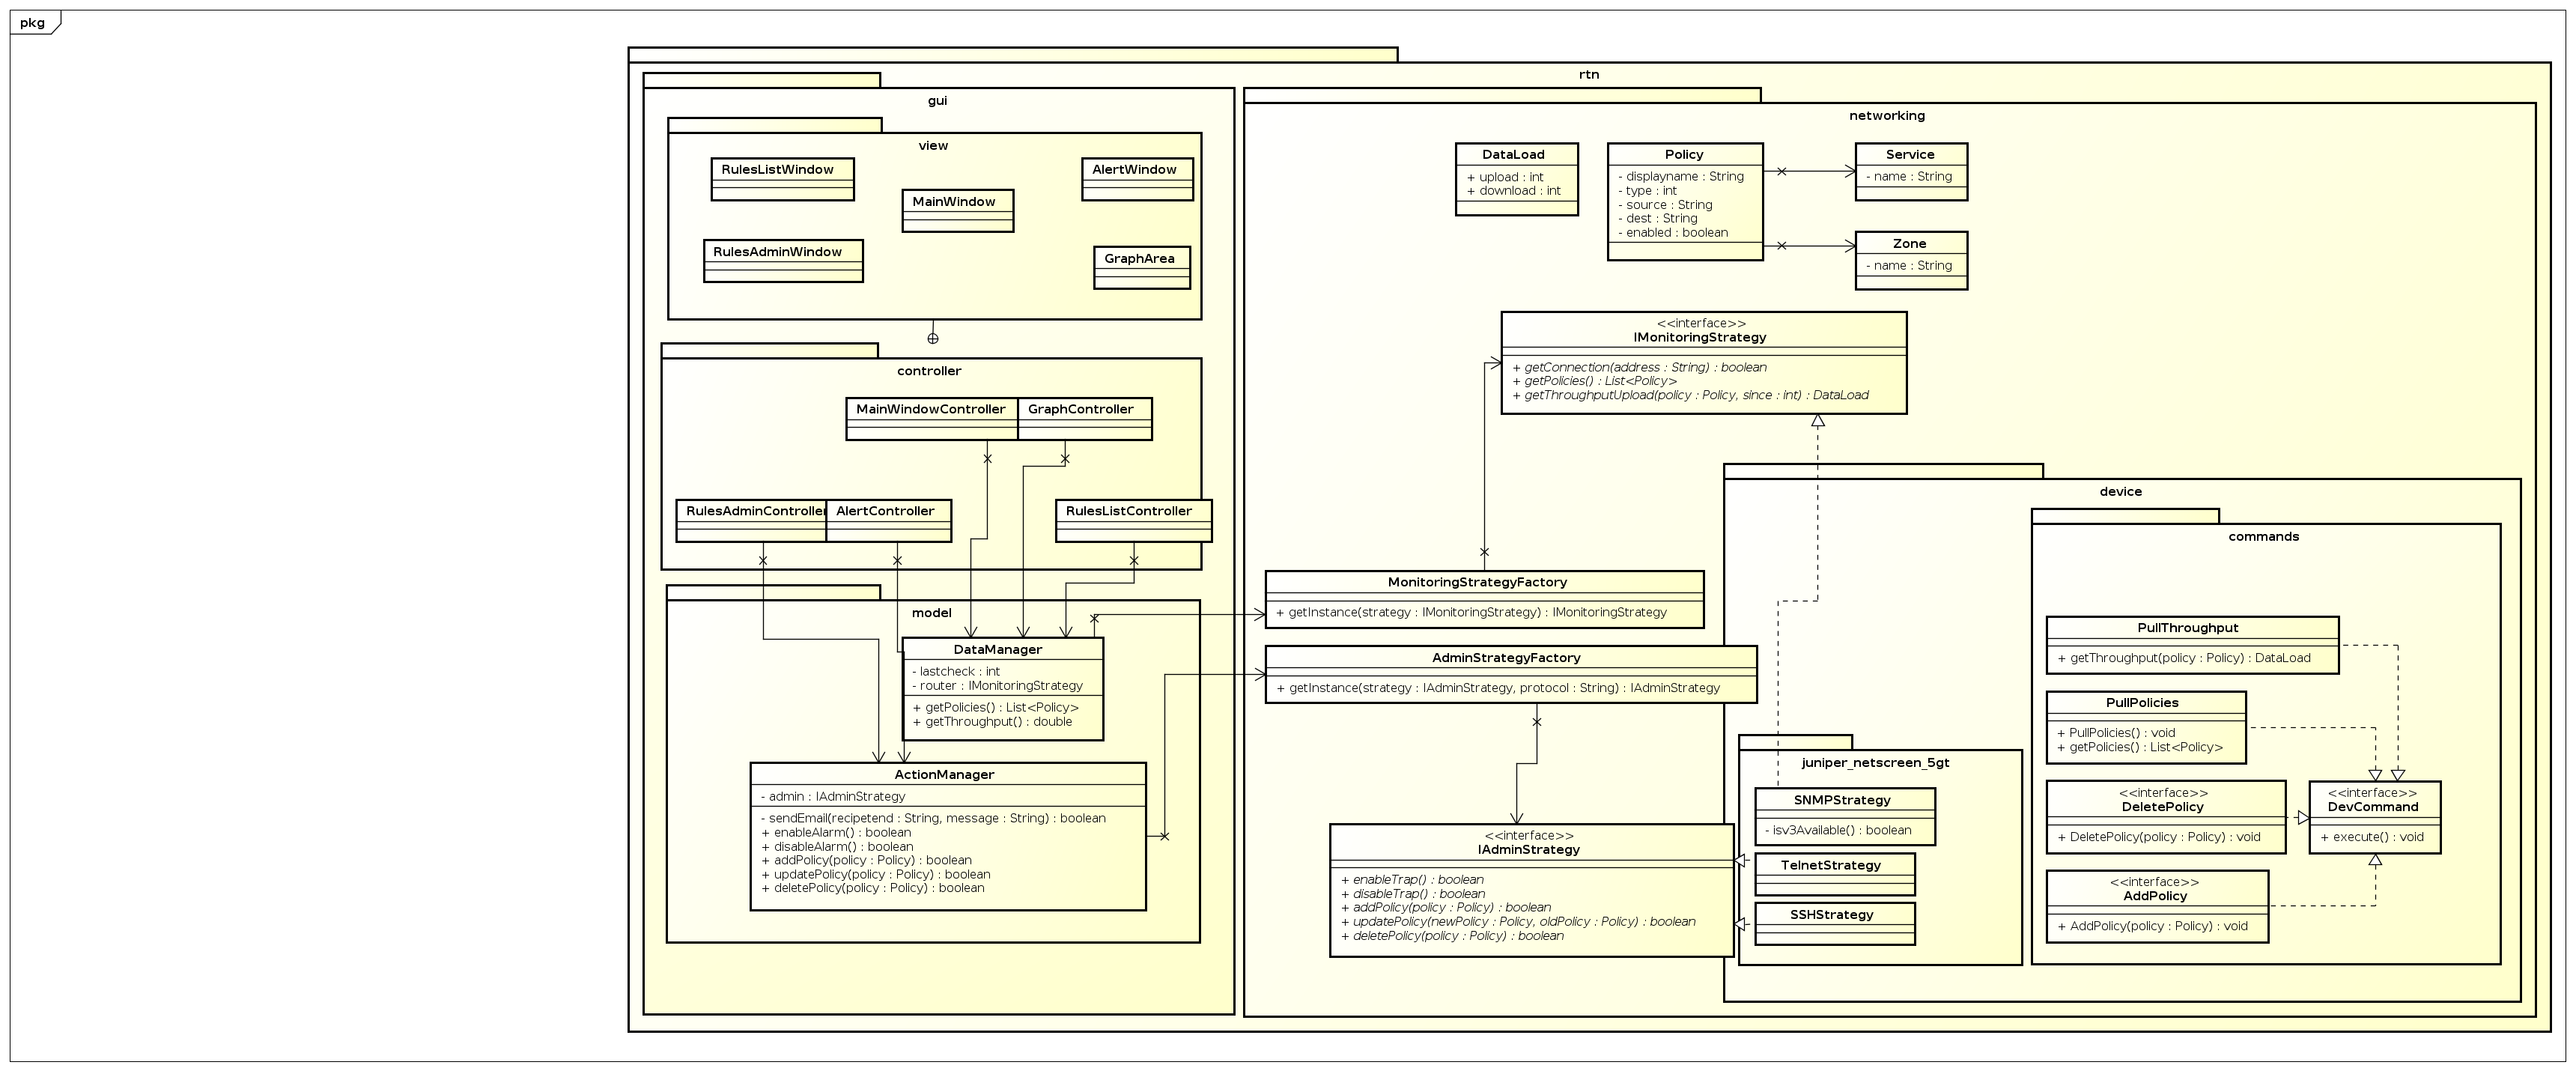 pkg
rtn
gui
view
RulesListWindow
AlertWindow
MainWindow
RulesAdminWindow
GraphArea
controller
MainWindowController
GraphController
RulesAdminController
AlertController
RulesListController
model
DataManager
- lastcheck : int
- router : IMonitoringStrategy
+ getPolicies() : List<Policy>
+ getThroughput() : double
ActionManager
- admin : IAdminStrategy
- sendEmail(recipetend : String, message : String) : boolean
+ enableAlarm() : boolean
+ disableAlarm() : boolean
+ addPolicy(policy : Policy) : boolean
+ updatePolicy(policy : Policy) : boolean
+ deletePolicy(policy : Policy) : boolean
networking
DataLoad
+ upload : int
+ download : int
Policy
- displayname : String
- type : int
- source : String
- dest : String
- enabled : boolean
Service
- name : String
Zone
- name : String
<<interface>>
IMonitoringStrategy
+ getConnection(address : String) : boolean
+ getPolicies() : List<Policy>
+ getThroughputUpload(policy : Policy, since : int) : DataLoad
MonitoringStrategyFactory
+ getInstance(strategy : IMonitoringStrategy) : IMonitoringStrategy
AdminStrategyFactory
+ getInstance(strategy : IAdminStrategy, protocol : String) : IAdminStrategy
<<interface>>
IAdminStrategy
+ enableTrap() : boolean
+ disableTrap() : boolean
+ addPolicy(policy : Policy) : boolean
+ updatePolicy(newPolicy : Policy, oldPolicy : Policy) : boolean
+ deletePolicy(policy : Policy) : boolean
device
juniper_netscreen_5gt
SNMPStrategy
- isv3Available() : boolean
TelnetStrategy
SSHStrategy
commands
PullThroughput
+ getThroughput(policy : Policy) : DataLoad
PullPolicies
+ PullPolicies() : void
+ getPolicies() : List<Policy>
<<interface>>
DeletePolicy
+ DeletePolicy(policy : Policy) : void
<<interface>>
DevCommand
+ execute() : void
<<interface>>
AddPolicy
+ AddPolicy(policy : Policy) : void